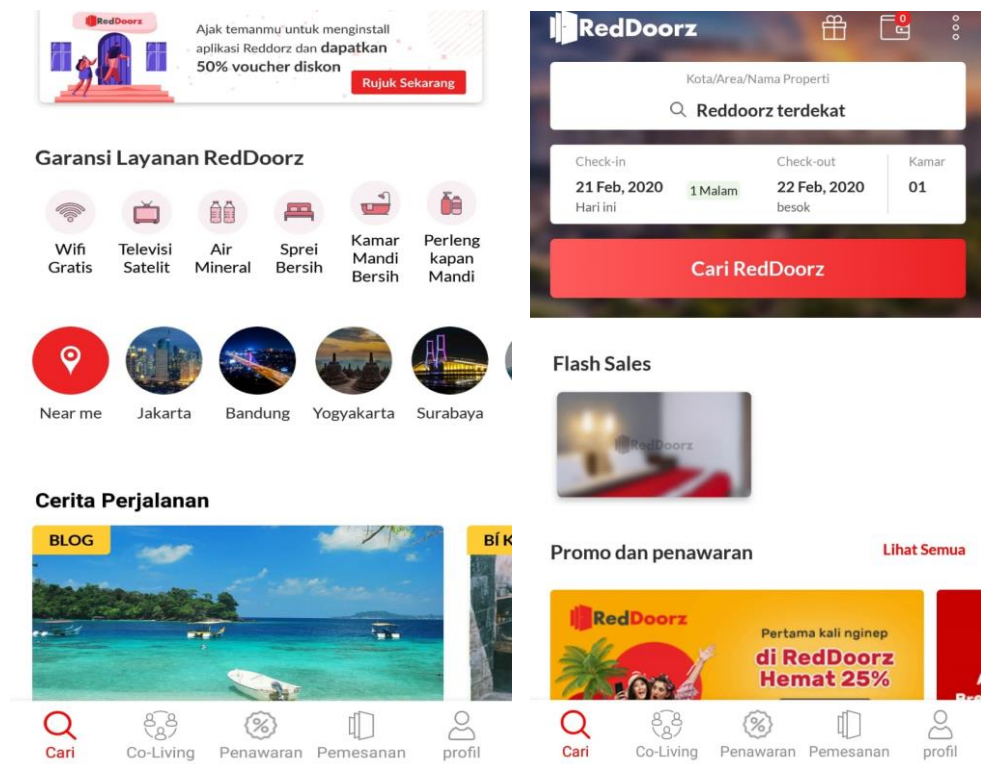 RedDoorz
Ajak temanmu untuk menginstall
aplikasi Reddorz dan dapatkan
50% voucher diskon
Rujuk Sekarang
Garansi Layanan RedDoorz
Wifi
Gratis
Televisi
Satelit
Air
Mineral
Sprei
Bersih
Kamar
Mandi
Bersih
Perleng
kapan
Mandi
Near me
Jakarta
Bandung
Yogyakarta
Surabaya
Cerita Perjalanan
BLOG
BÍ K
Cari
Co-Living
Penawaran
Pemesanan
profil
RedDoorz
0
Kota/Area/Nama Properti
Reddoorz terdekat
Check-in
21 Feb, 2020
Hari ini
1 Malam
Check-out
22 Feb, 2020
besok
Kamar
01
Cari RedDoorz
Flash Sales
RedDoorz
Promo dan penawaran
Lihat Semua
RedDoorz
Pertama kali nginep
di RedDoorz
Hemat 25%
Cari
Co-Living
Penawaran
Pemesanan
profil